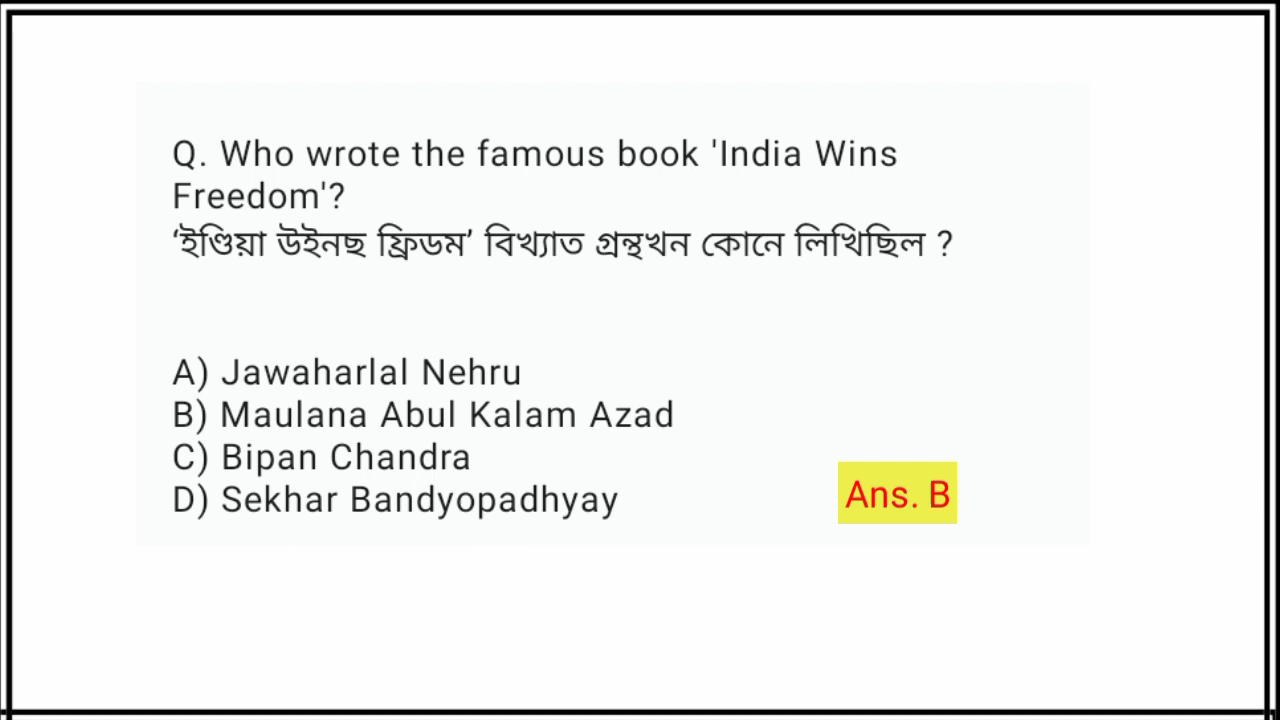 Q. Who wrote the famous book 'India Wins
Freedom'?
‘ইণ্ডিয়া উইনছ ফ্ৰিডম’ বিখ্যাত গ্ৰন্থখন কোনে লিখিছিল ?
A) Jawaharlal Nehru
B) Maulana Abul Kalam Azad
C) Bipan Chandra
D) Sekhar Bandyopadhyay
Ans. B